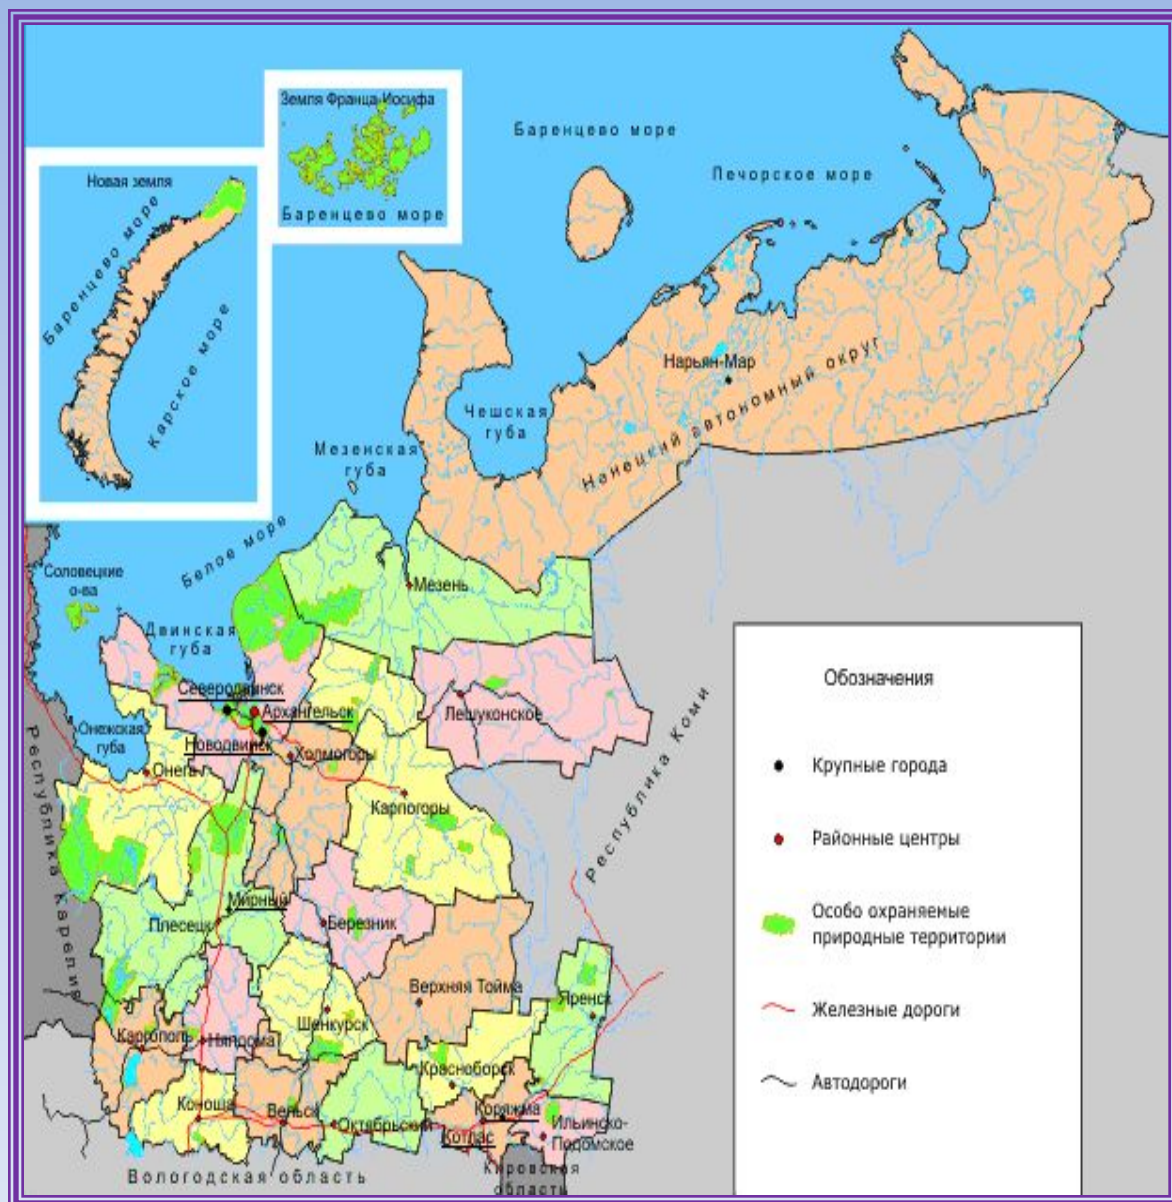 Земля Франца-Иосифа
Баренцево море
Новая земля
Баренцево море
Карское море
Баренцево море
Печорское море
Нарьян-Мар
Нанецкий автономный округ
Чешская
губа
Мезенская
губа
Белое море
Соловецкие
о-ва
Мезень
Двинская
губа
Северодвинск
Архангельск
Новодвинск
Холмогоры
Лешуконское
Онежская
губа
Онега г.
Карпогоры
Республика Карелия
Республика Коми
Мирный
Плесецк
Березник
Верхняя Тойма
Яренск
Шенкурск
Каргополь
Няндома
Красноборск
Коноша
Вельск
Октябрьский
Коряжма
Котлас
Ильинско-
Подомское
Вологодская область
Кировская
область
Обозначения
Крупные города
Районные центры
Особо охраняемые
природные территории
Железные дороги
Автодороги